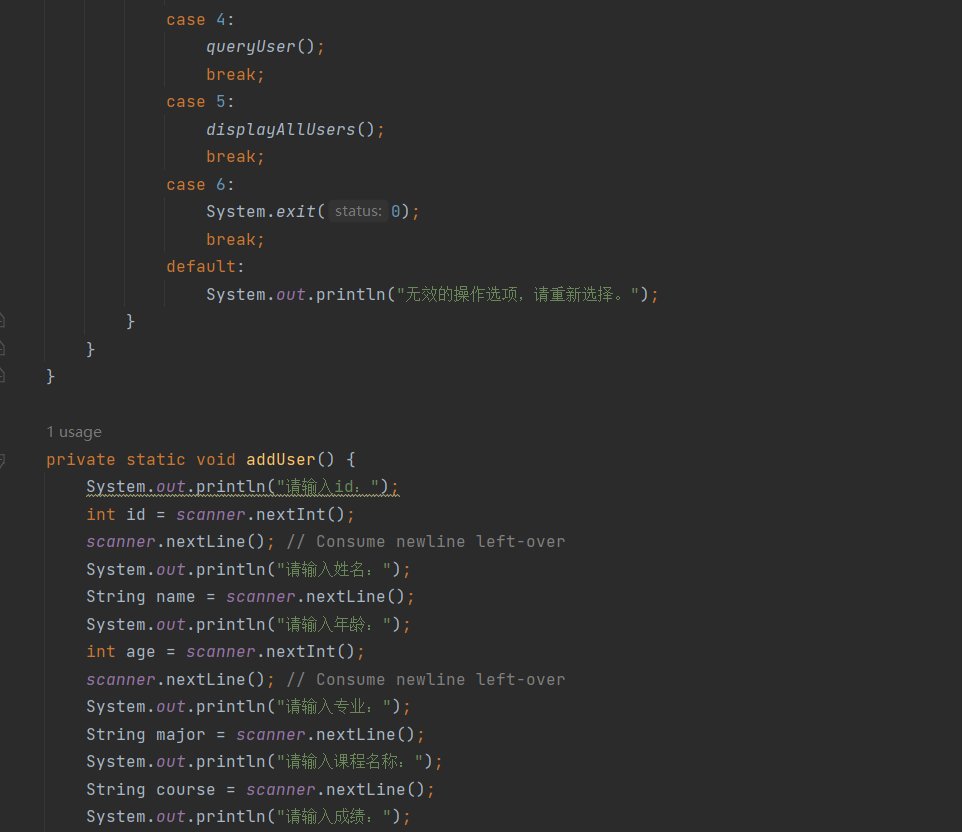 case 4:
queryUser();
break;
case 5:
displayAllUsers();
break;
case 6:
System.exit( status: 0);
break;
default:
System.out.println("无效的操作选项，请重新选择。");
}
}
}
1 usage
private static void addUser() {
System.out.println("请输入id：");
int id = scanner.nextInt();
scanner.nextLine(); // Consume newline left-over
System.out.println("请输入姓名：");
String name = scanner.nextLine();
System.out.println("请输入年龄：");
int age = scanner.nextInt();
scanner.nextLine(); // Consume newline left-over
System.out.println("请输入专业：");
String major = scanner.nextLine();
System.out.println("请输入课程名称：");
String course = scanner.nextLine();
System.out.println("请输入成绩：");